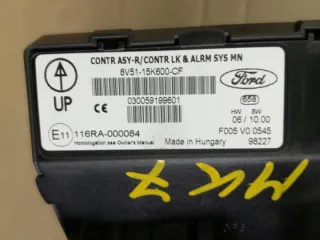 CONTR ASY-R/CONTR LK & ALRM SYS MN
8V51-15K600-CF
Ford
030059199601
656
HW SW
06 / 10.00
UP
CE
E11 116RA-000084
Made in Hungary
F005 V0 0545
Homologation see Owner's Manual
98227
MK7